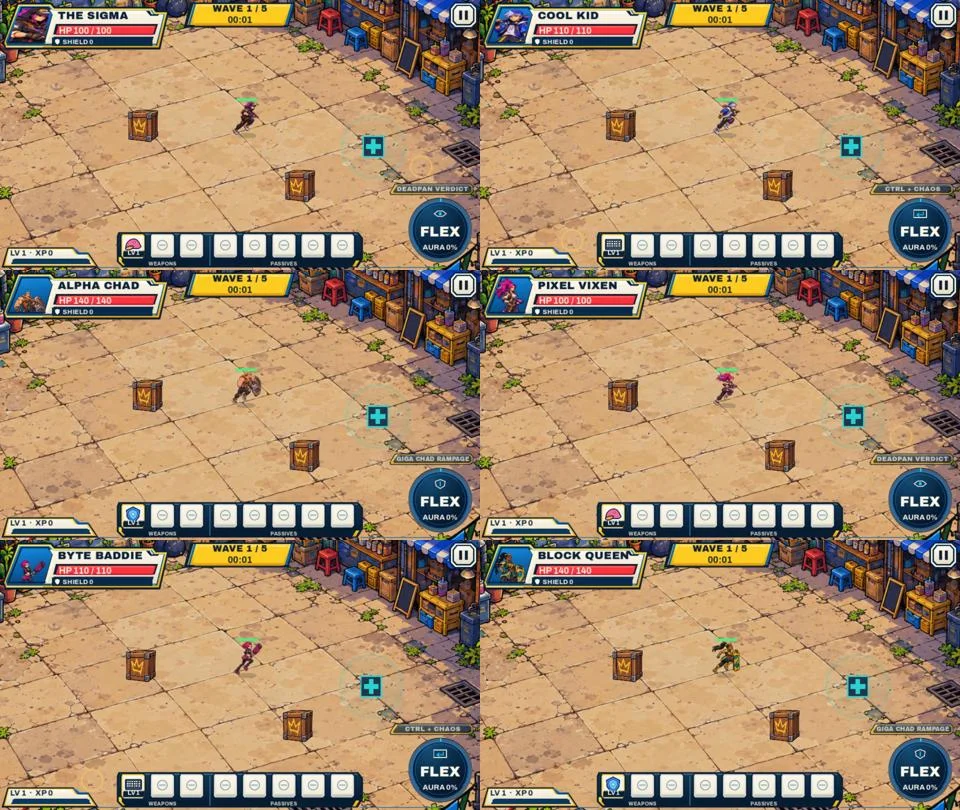 THE SIGMA
HP 100 / 100
SHIELD 0
WAVE 1 / 5
00:01
DEADPAN VERDICT
FLEX
AURA 0%
LV 1 · XP 0
LV1
WEAPONS
PASSIVES
COOL KID
HP 110 / 110
SHIELD 0
WAVE 1 / 5
00:01
CTRL + CHAOS
FLEX
AURA 0%
LV 1 · XP 0
LV1
WEAPONS
PASSIVES
ALPHA CHAD
HP 140 / 140
SHIELD 0
WAVE 1 / 5
00:01
GIGA CHAD RAMPAGE
FLEX
AURA 0%
LV 1 · XP 0
LV1
WEAPONS
PASSIVES
PIXEL VIXEN
HP 100 / 100
SHIELD 0
WAVE 1 / 5
00:01
DEADPAN VERDICT
FLEX
AURA 0%
LV 1 · XP 0
LV1
WEAPONS
PASSIVES
BYTE BADDIE
HP 110 / 110
SHIELD 0
WAVE 1 / 5
00:01
CTRL + CHAOS
FLEX
AURA 0%
LV 1 · XP 0
LV1
WEAPONS
PASSIVES
BLOCK QUEEN
HP 140 / 140
SHIELD 0
WAVE 1 / 5
00:01
GIGA CHAD RAMPAGE
FLEX
AURA 0%
LV 1 · XP 0
LV1
WEAPONS
PASSIVES